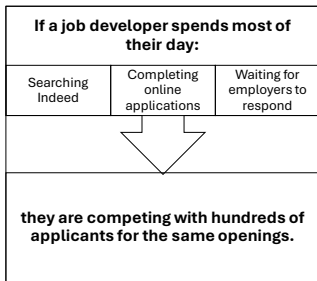 If a job developer spends most of
their day:
Searching
Indeed
Completing
online
applications
Waiting for
employers to
respond
they are competing with hundreds of
applicants for the same openings.